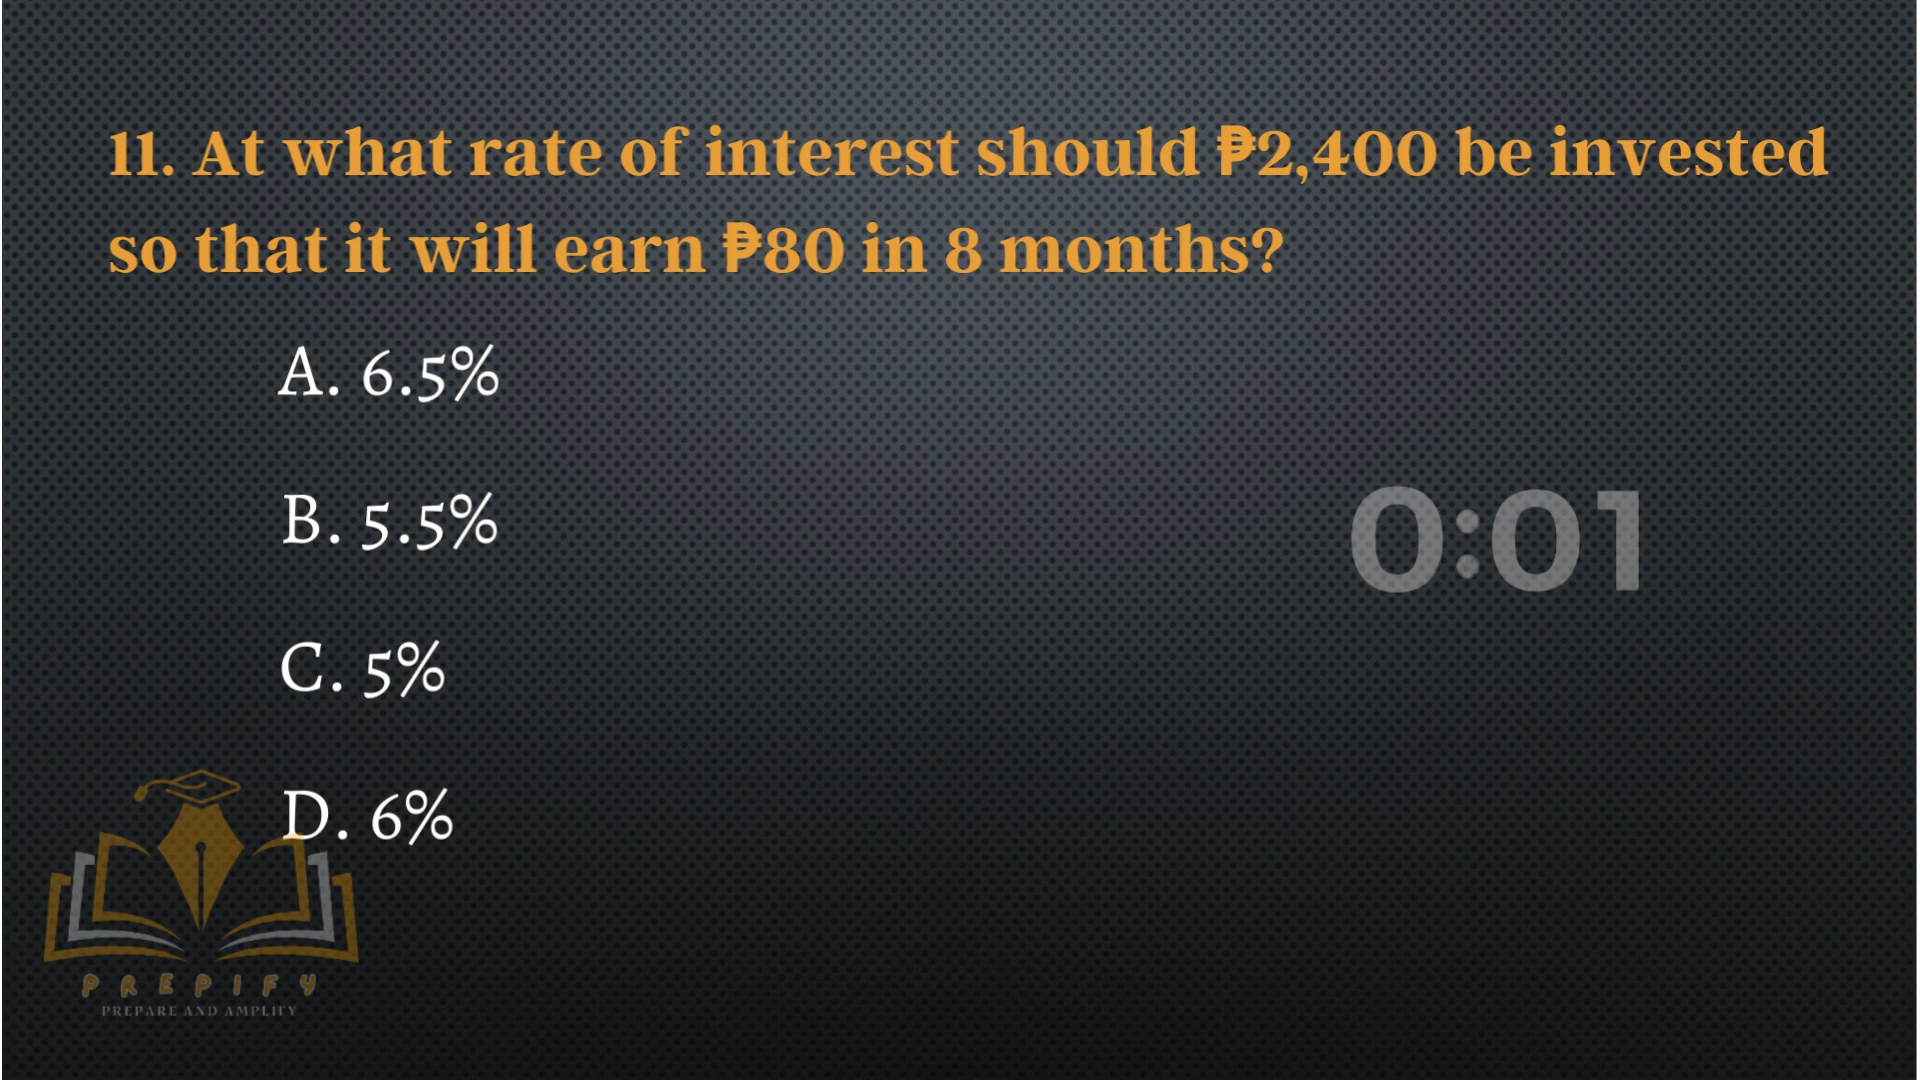 11. At what rate of interest should ₱2,400 be invested
so that it will earn ₱80 in 8 months?
A. 6.5%
B. 5.5%
0:01
C. 5%
D. 6%
PREPIFY
PREPARE AND AMPLIFY